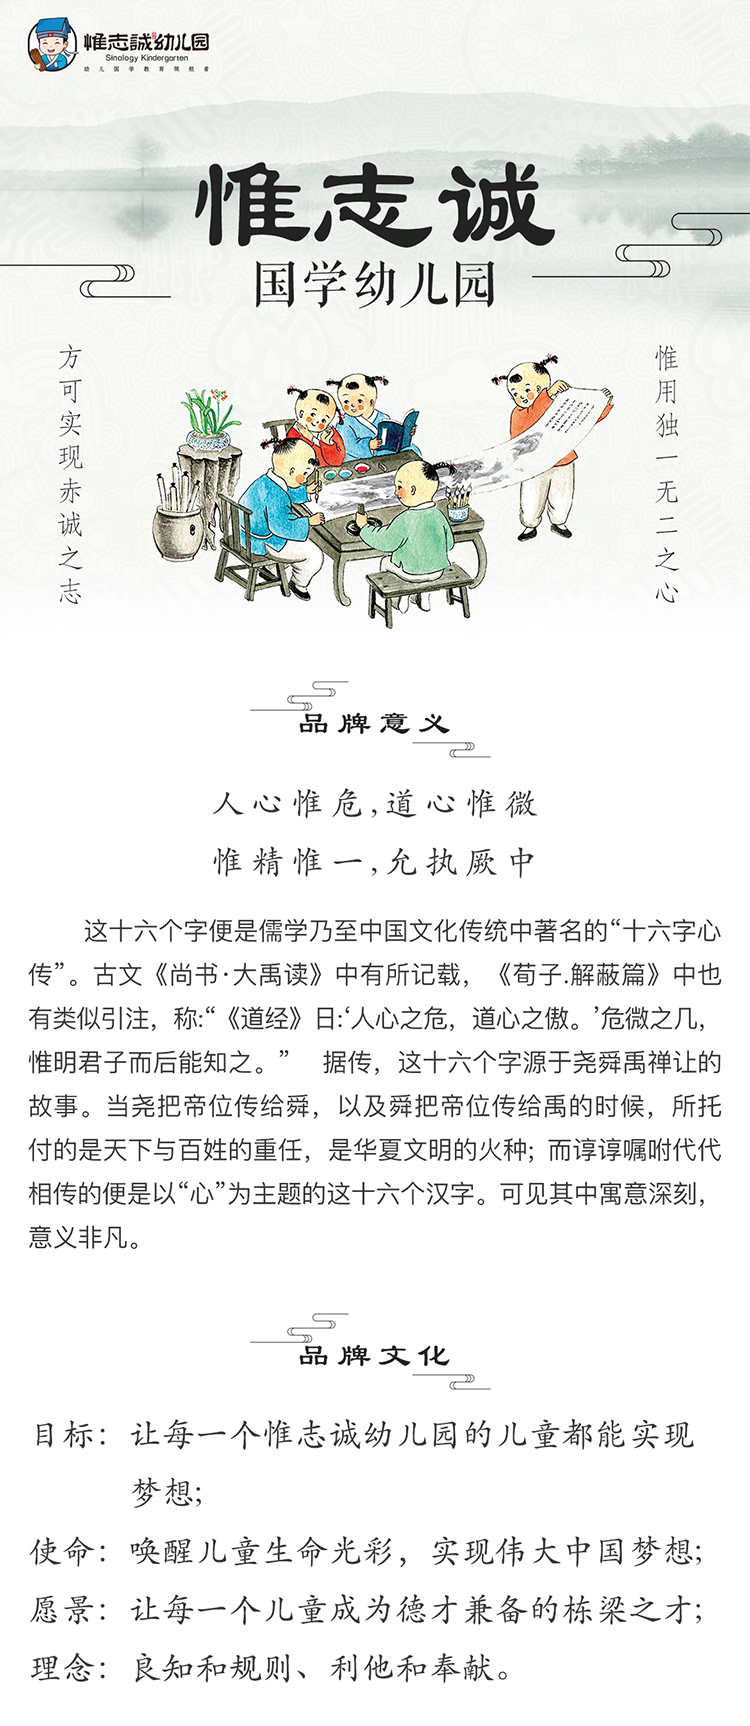 惟志誠幼儿园
Sinology Kindergarten
幼儿国学教育领航者
惟志诚
国学幼儿园
惟用独一无二之心
方可实现赤诚之志
品牌意义
人心惟危,道心惟微
惟精惟一,允执厥中
这十六个字便是儒学乃至中国文化传统中著名的“十六字心
传”。古文《尚书·大禹读》中有所记载，《荀子.解蔽篇》中也
有类似引注，称:“《道经》日:‘人心之危，道心之傲。’危微之几，
惟明君子而后能知之。” 据传，这十六个字源于尧舜禹禅让的
故事。当尧把帝位传给舜，以及舜把帝位传给禹的时候，所托
付的是天下与百姓的重任，是华夏文明的火种；而谆谆嘱咐代代
相传的便是以“心”为主题的这十六个汉字。可见其中寓意深刻，
意义非凡。
品牌文化
目标：让每一个惟志诚幼儿园的儿童都能实现
梦想;
使命：唤醒儿童生命光彩，实现伟大中国梦想;
愿景：让每一个儿童成为德才兼备的栋梁之才;
理念：良知和规则、利他和奉献。